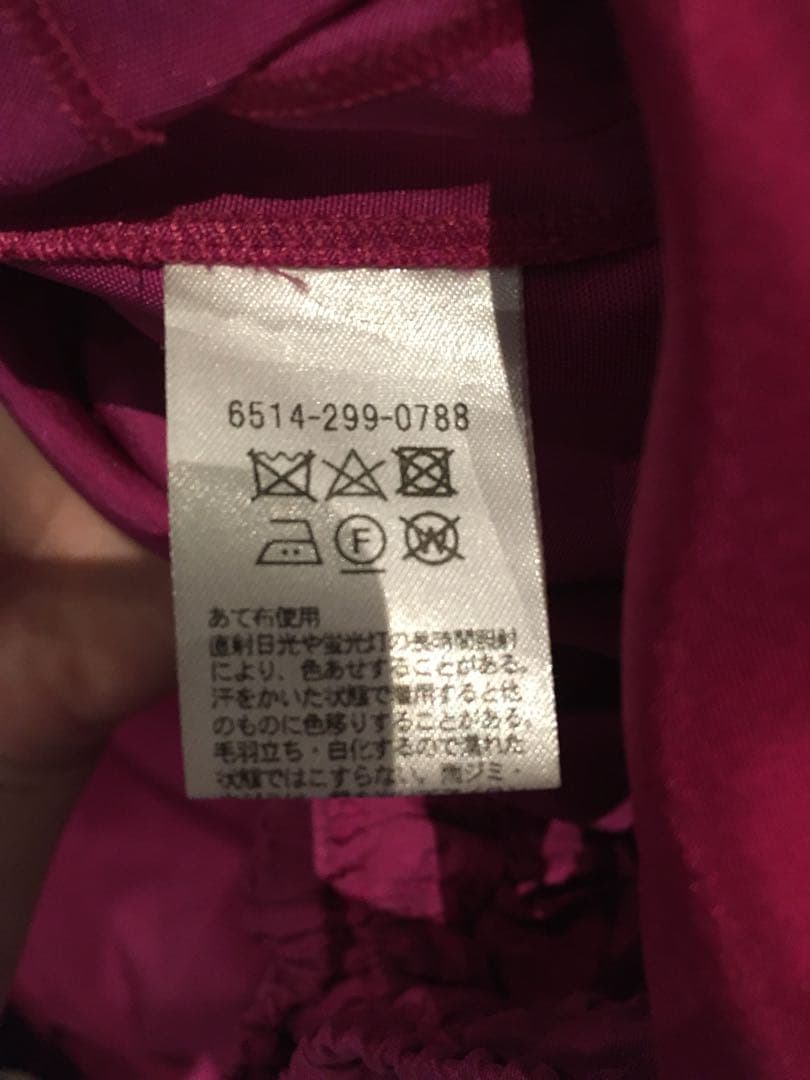 6514-299-0788
F
W
あて布使用
直射日光や蛍光灯の長時間照射
により、色あせすることがある。
汗をかいた状態で着用すると他
のものに色移りすることがある。
毛羽立ち・白化するので濡れた
状態ではこすらない。雨ジミ・